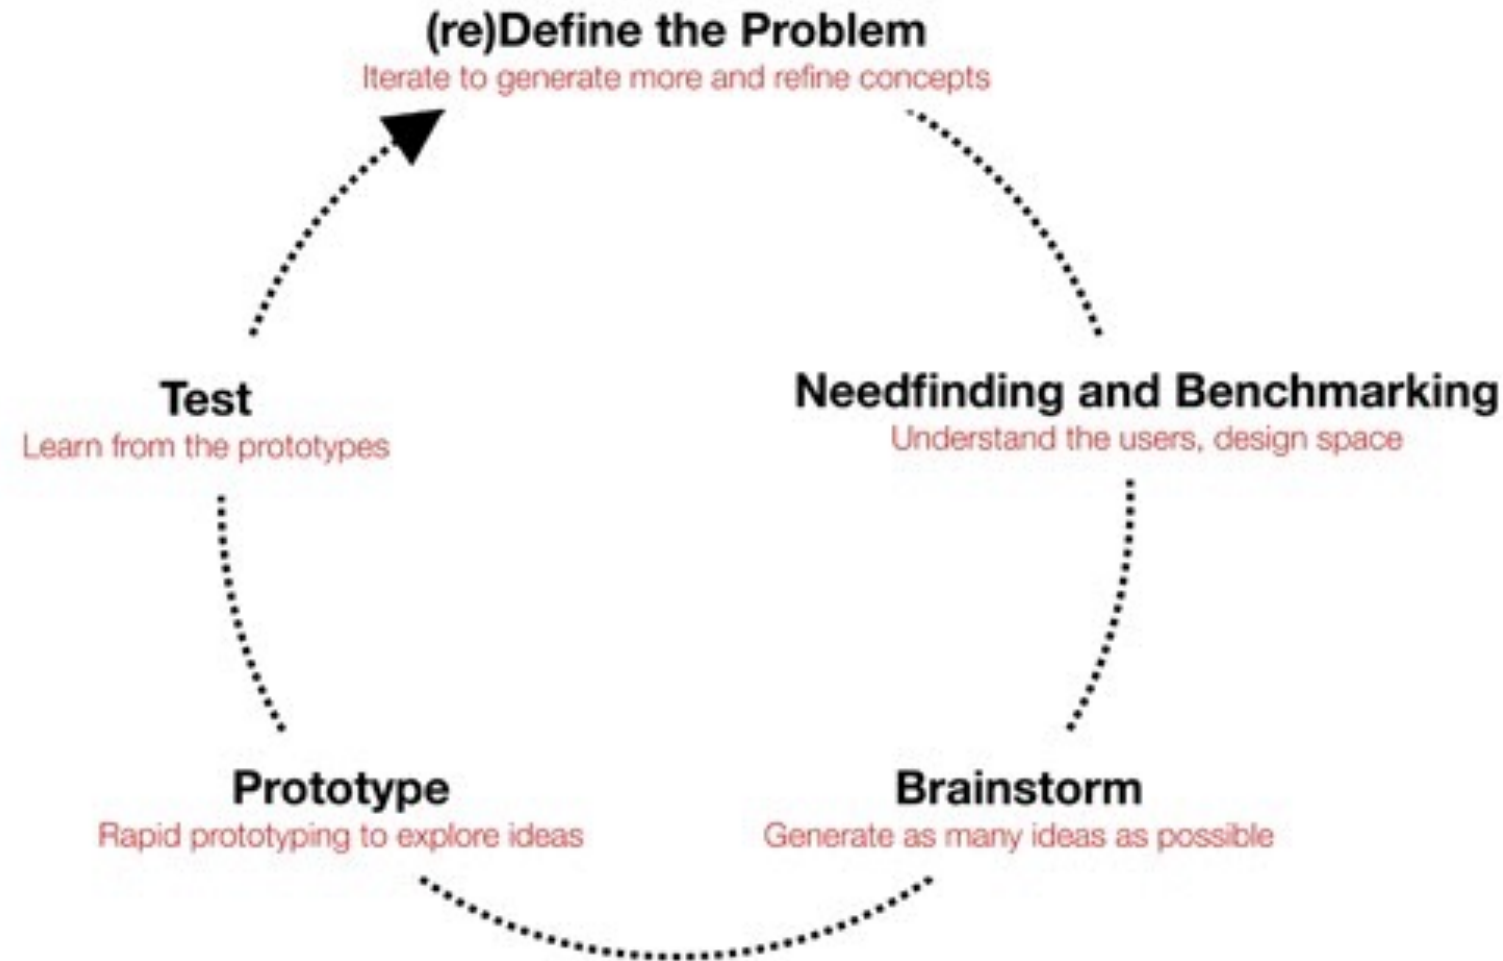 (re)Define the Problem
Iterate to generate more and refine concepts
Needfinding and Benchmarking
Understand the users, design space
Brainstorm
Generate as many ideas as possible
Prototype
Rapid prototyping to explore ideas
Test
Learn from the prototypes